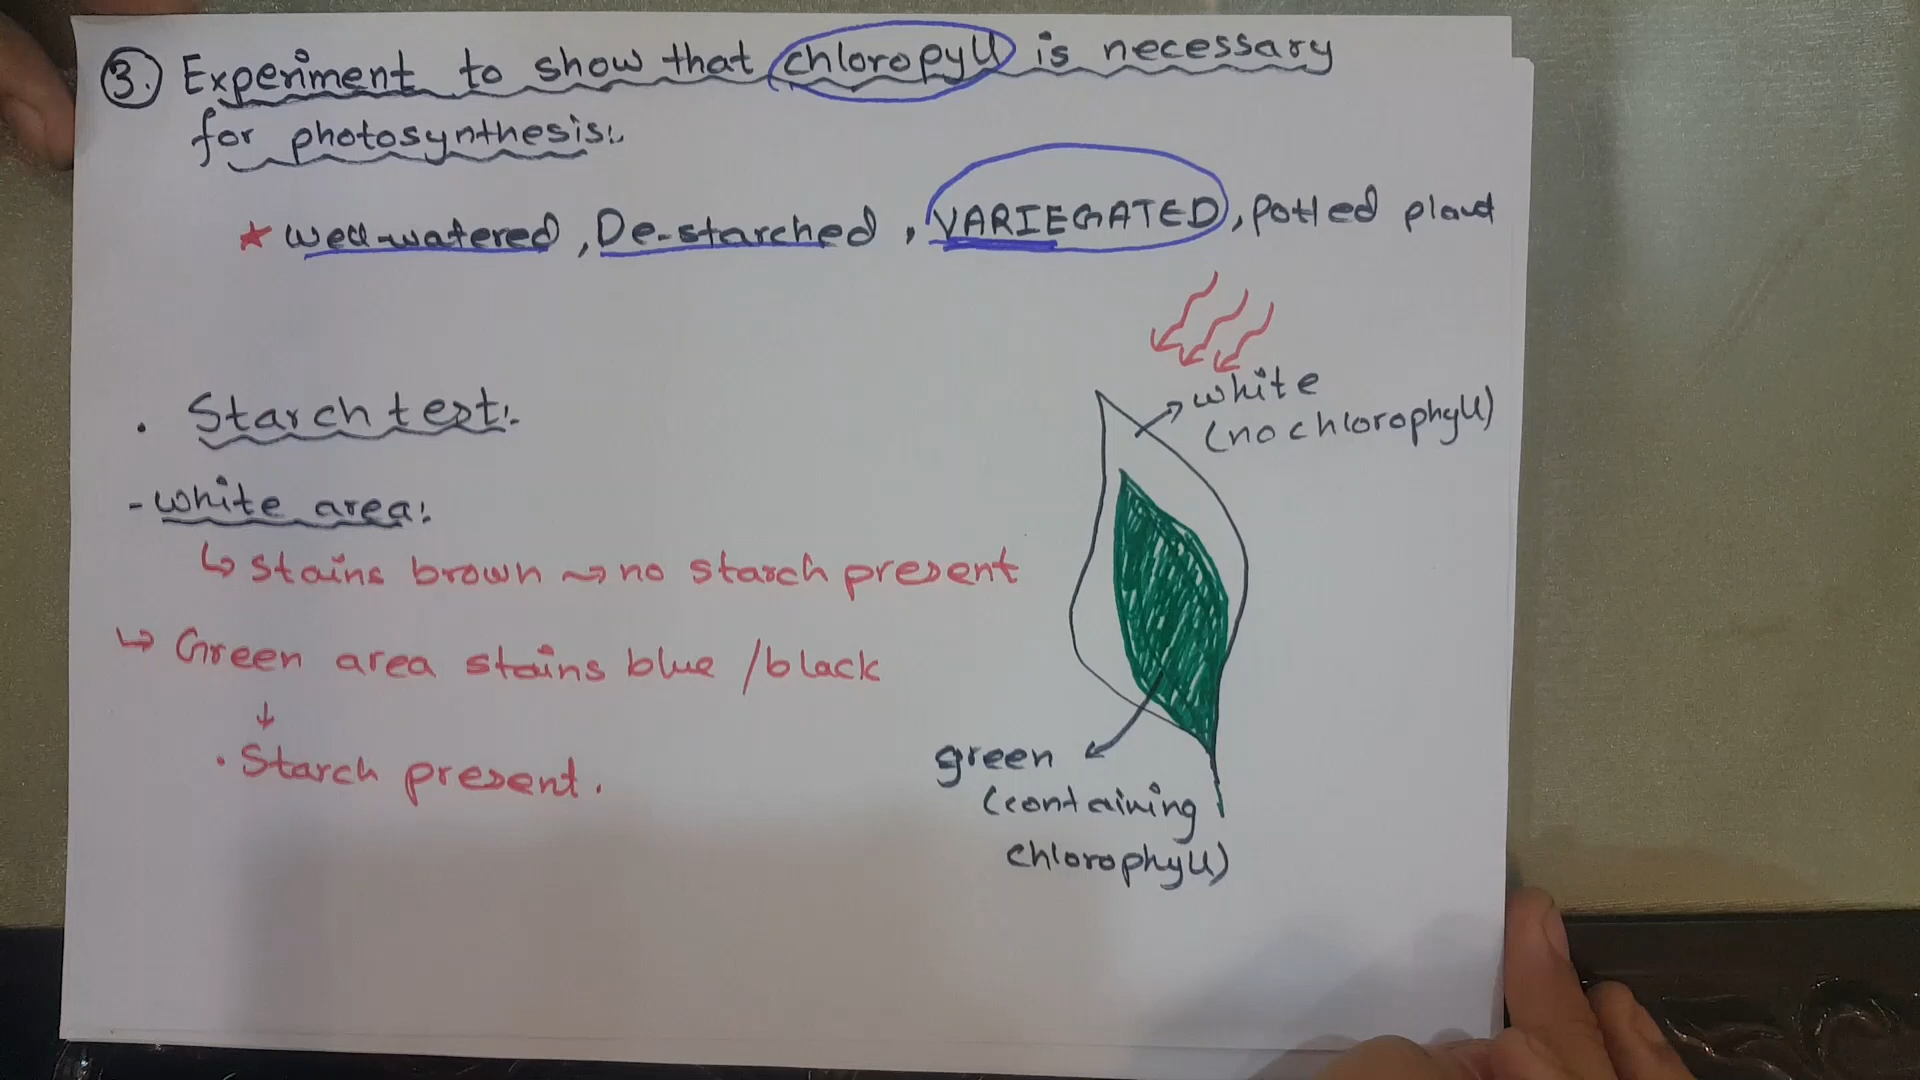 3. Experiment to show that chloropyll is necessary
for photosynthesis:
★ well-watered, De-starched, VARIEGATED, potted plant
white
(no chlorophyll)
. Starch test:
- white area:
↳ stains brown ⇝ no starch present
↳ Green area stains blue / black
↓
. Starch present.
green
(containing
chlorophyll)